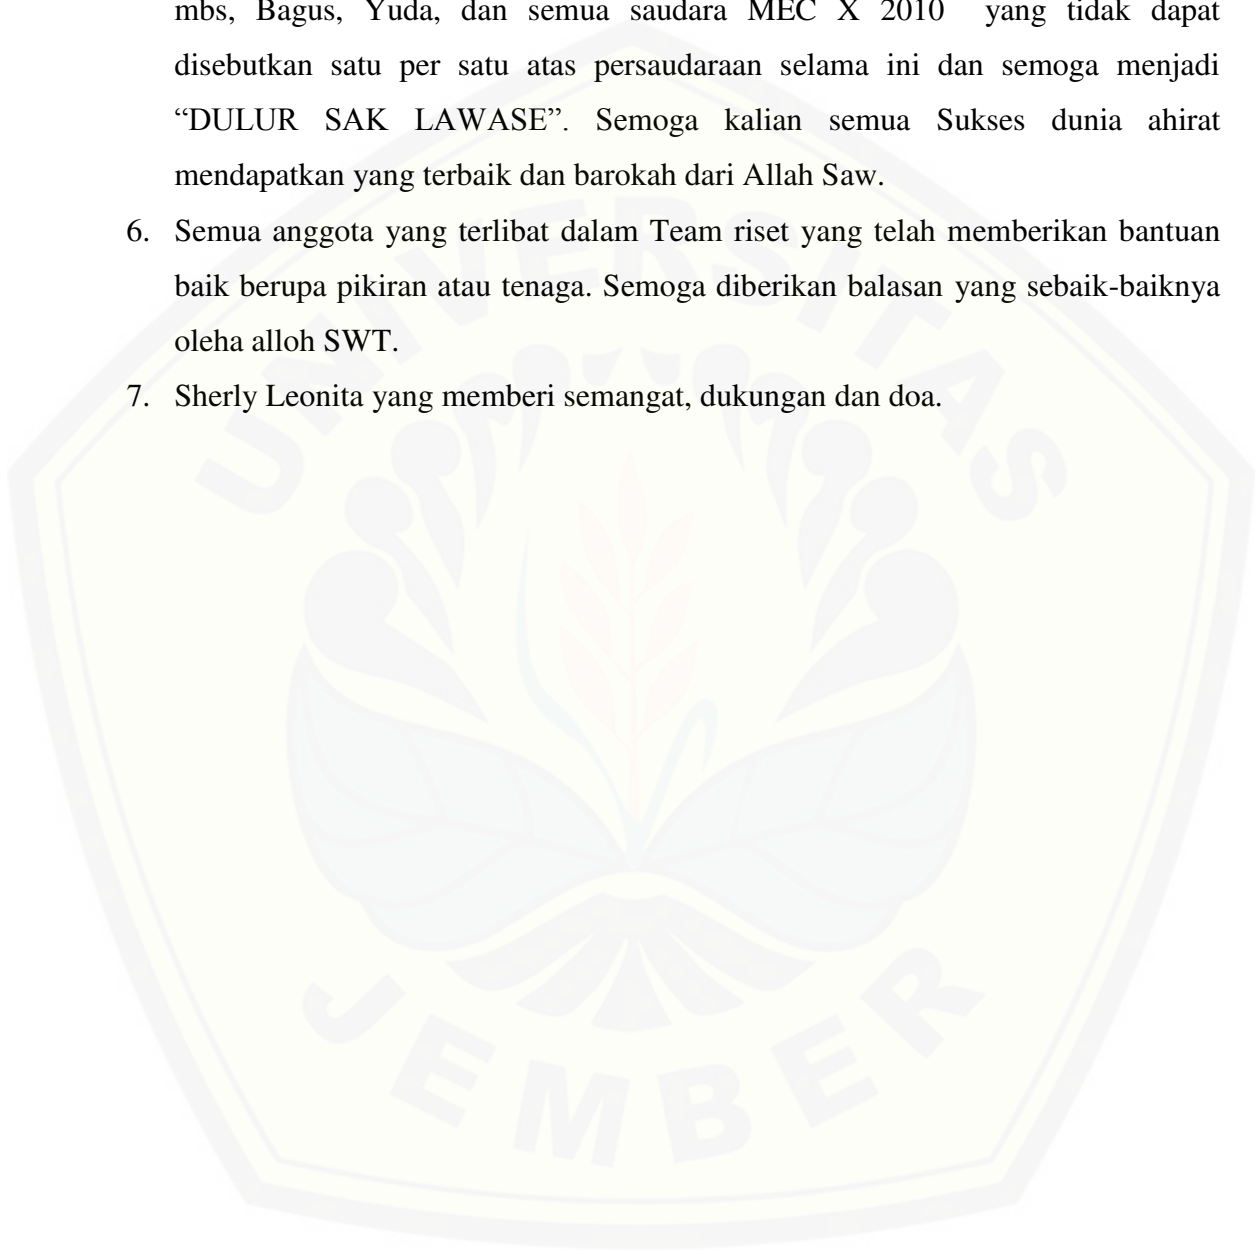 mbs, Bagus, Yuda, dan semua saudara MEC X 2010 yang tidak dapat
disebutkan satu per satu atas persaudaraan selama ini dan semoga menjadi
“DULUR SAK LAWASE”. Semoga kalian semua Sukses dunia ahirat
mendapatkan yang terbaik dan barokah dari Allah Saw.
6. Semua anggota yang terlibat dalam Team riset yang telah memberikan bantuan
baik berupa pikiran atau tenaga. Semoga diberikan balasan yang sebaik-baiknya
oleha alloh SWT.
7. Sherly Leonita yang memberi semangat, dukungan dan doa.
UNIVERSITAS
JEMBER